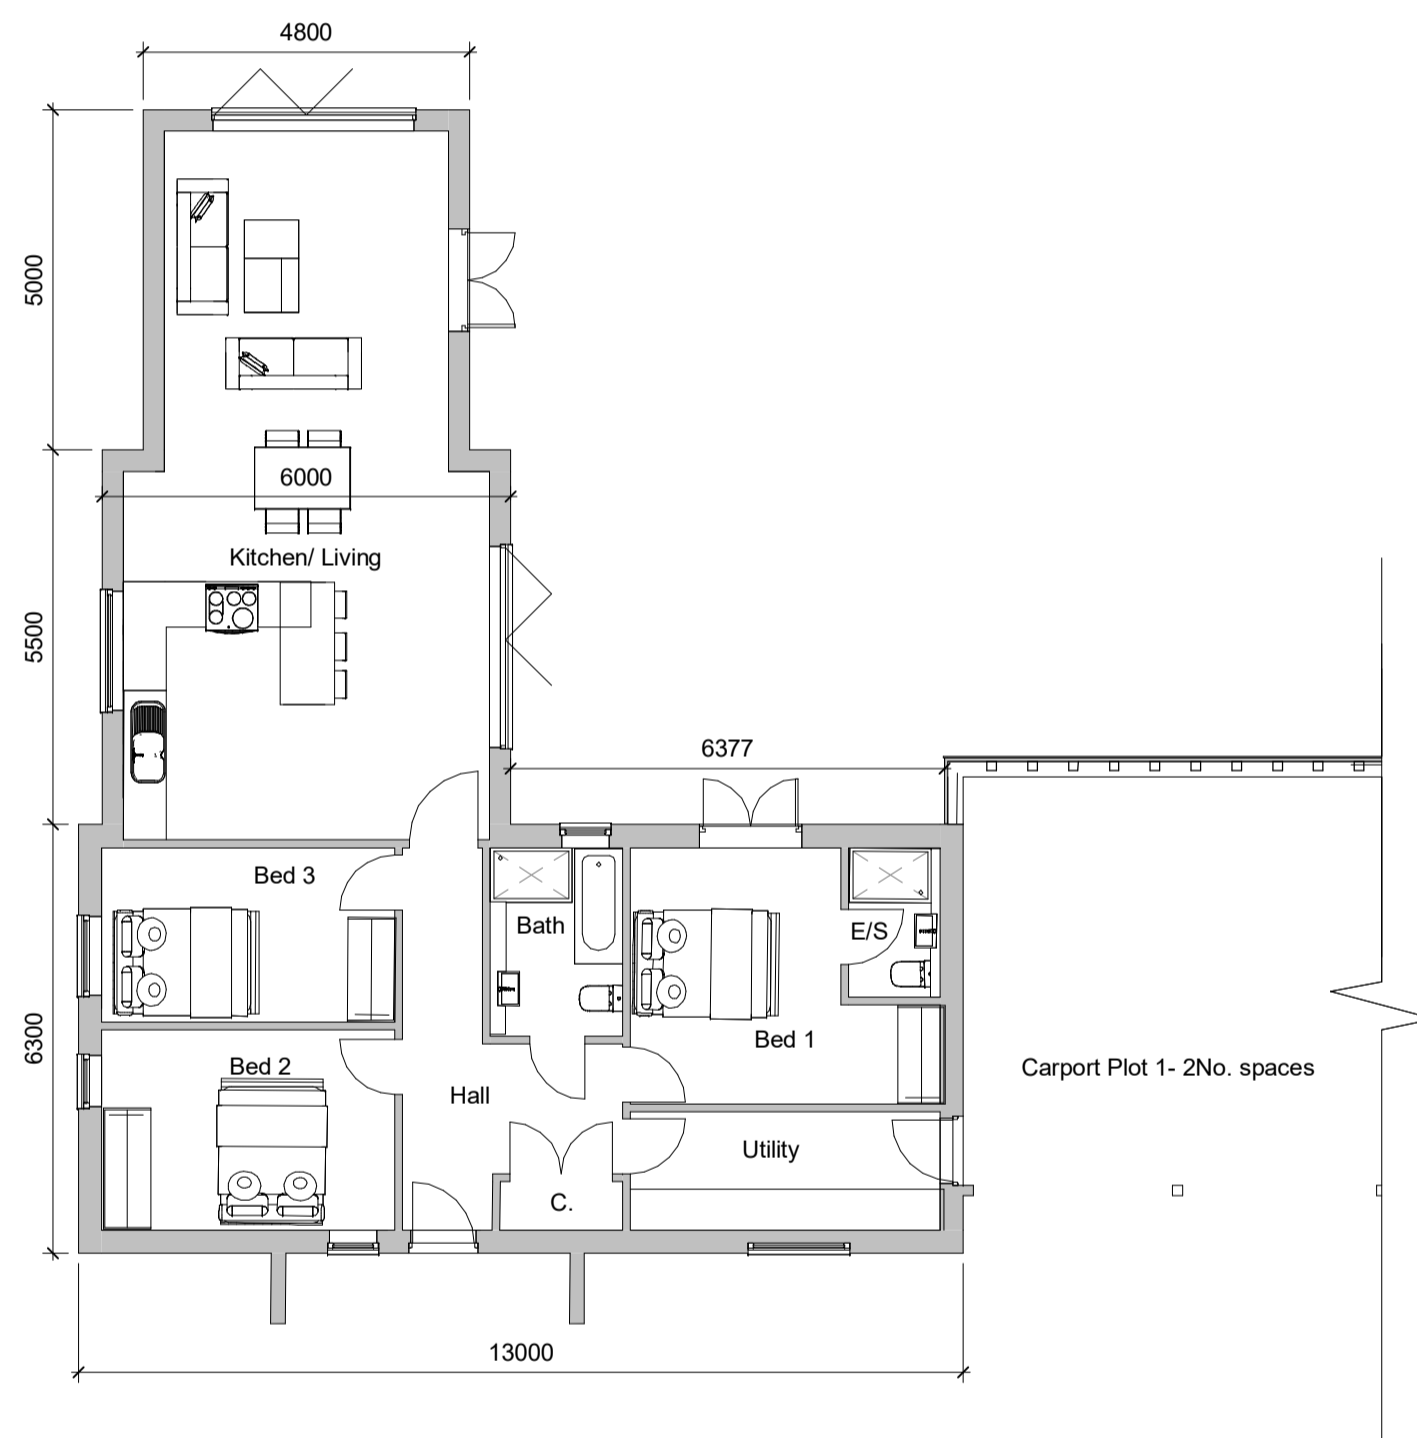 4800
5000
6000
Kitchen/ Living
5500
6377
Bed 3
Bath
E/S
6300
Bed 1
Bed 2
Carport Plot 1- 2No. spaces
Hall
Utility
C.
13000